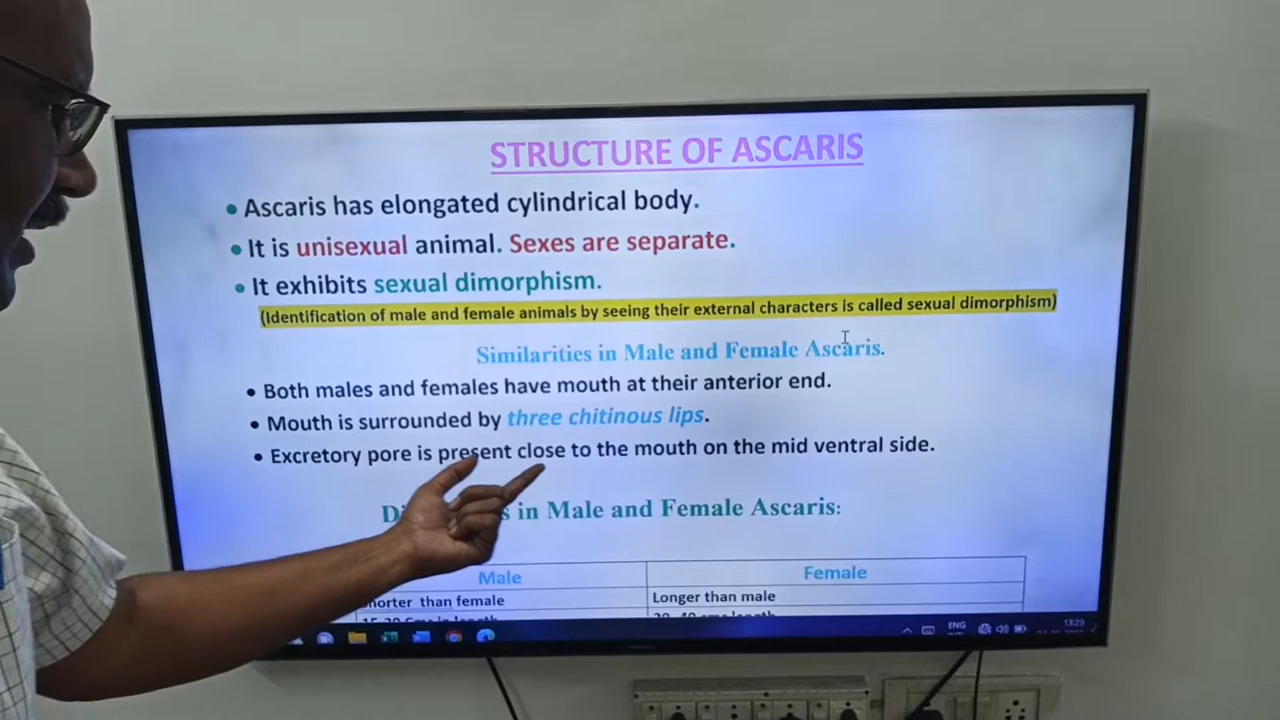 STRUCTURE OF ASCARIS
• Ascaris has elongated cylindrical body.
• It is unisexual animal. Sexes are separate.
• It exhibits sexual dimorphism.
(Identification of male and female animals by seeing their external characters is called sexual dimorphism)
Similarities in Male and Female Ascaris.
• Both males and females have mouth at their anterior end.
• Mouth is surrounded by three chitinous lips.
• Excretory pore is present close to the mouth on the mid ventral side.
in Male and Female Ascaris:
Male Female
Shorter than female Longer than male
ENG 13:29